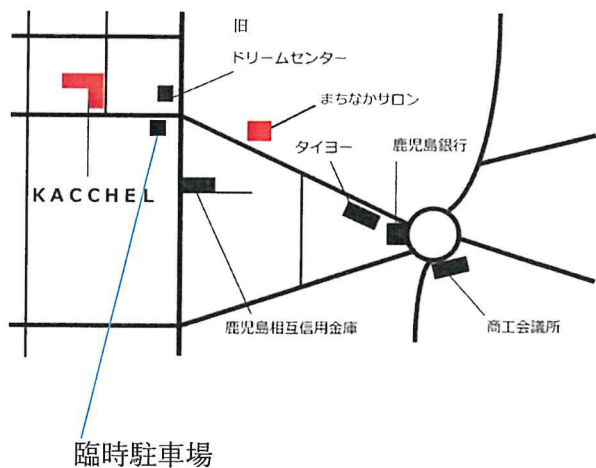 旧
ドリームセンター
まちなかサロン
タイヨー
鹿児島銀行
KACCHEL
鹿児島相互信用金庫
商工会議所
臨時駐車場